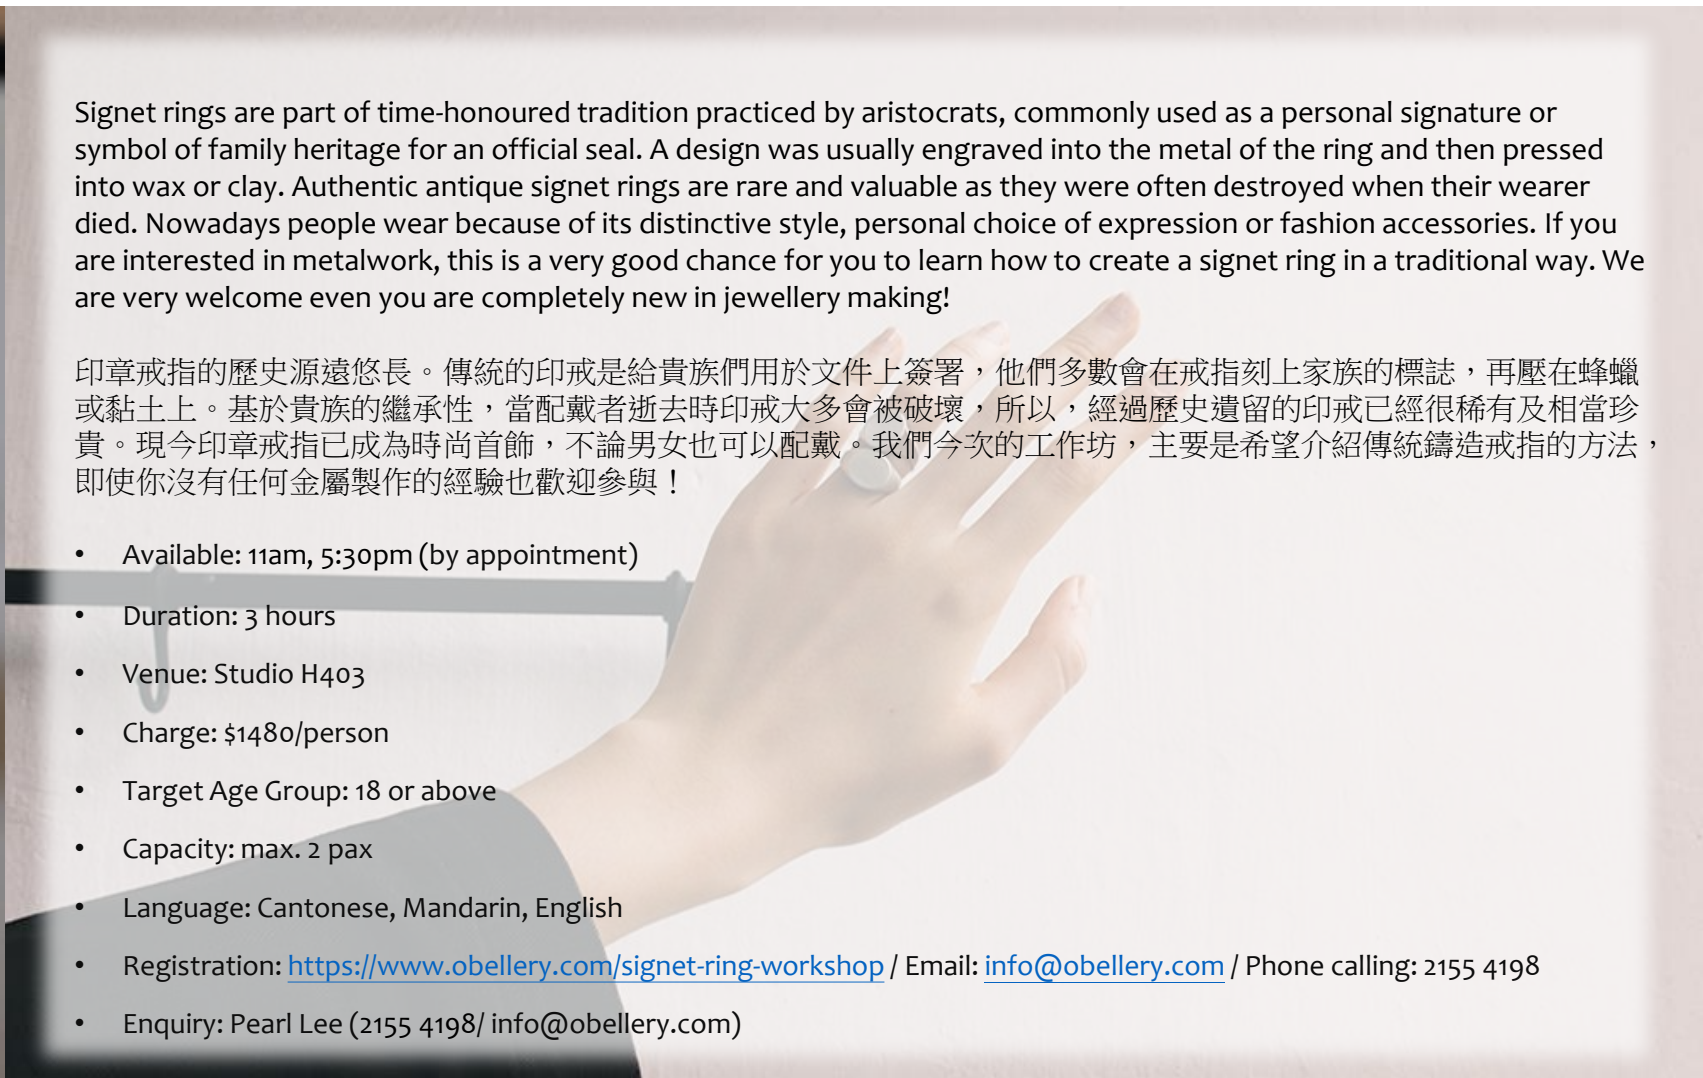 Signet rings are part of time-honoured tradition practiced by aristocrats, commonly used as a personal signature or
symbol of family heritage for an official seal. A design was usually engraved into the metal of the ring and then pressed
into wax or clay. Authentic antique signet rings are rare and valuable as they were often destroyed when their wearer
died. Nowadays people wear because of its distinctive style, personal choice of expression or fashion accessories. If you
are interested in metalwork, this is a very good chance for you to learn how to create a signet ring in a traditional way. We
are very welcome even you are completely new in jewellery making!
印章戒指的歷史源遠悠長。傳統的印戒是給貴族們用於文件上簽署，他們多數會在戒指刻上家族的標誌，再壓在蜂蠟
或黏土上。基於貴族的繼承性，當配戴者逝去時印戒大多會被破壞，所以，經過歷史遺留的印戒已經很稀有及相當珍
貴。現今印章戒指已成為時尚首飾，不論男女也可以配戴。我們今次的工作坊，主要是希望介紹傳統鑄造戒指的方法，
即使你沒有任何金屬製作的經驗也歡迎參與！
• Available: 11am, 5:30pm (by appointment)
• Duration: 3 hours
• Venue: Studio H403
• Charge: $1480/person
• Target Age Group: 18 or above
• Capacity: max. 2 pax
• Language: Cantonese, Mandarin, English
• Registration: https://www.obellery.com/signet-ring-workshop / Email: info@obellery.com / Phone calling: 2155 4198
• Enquiry: Pearl Lee (2155 4198/ info@obellery.com)